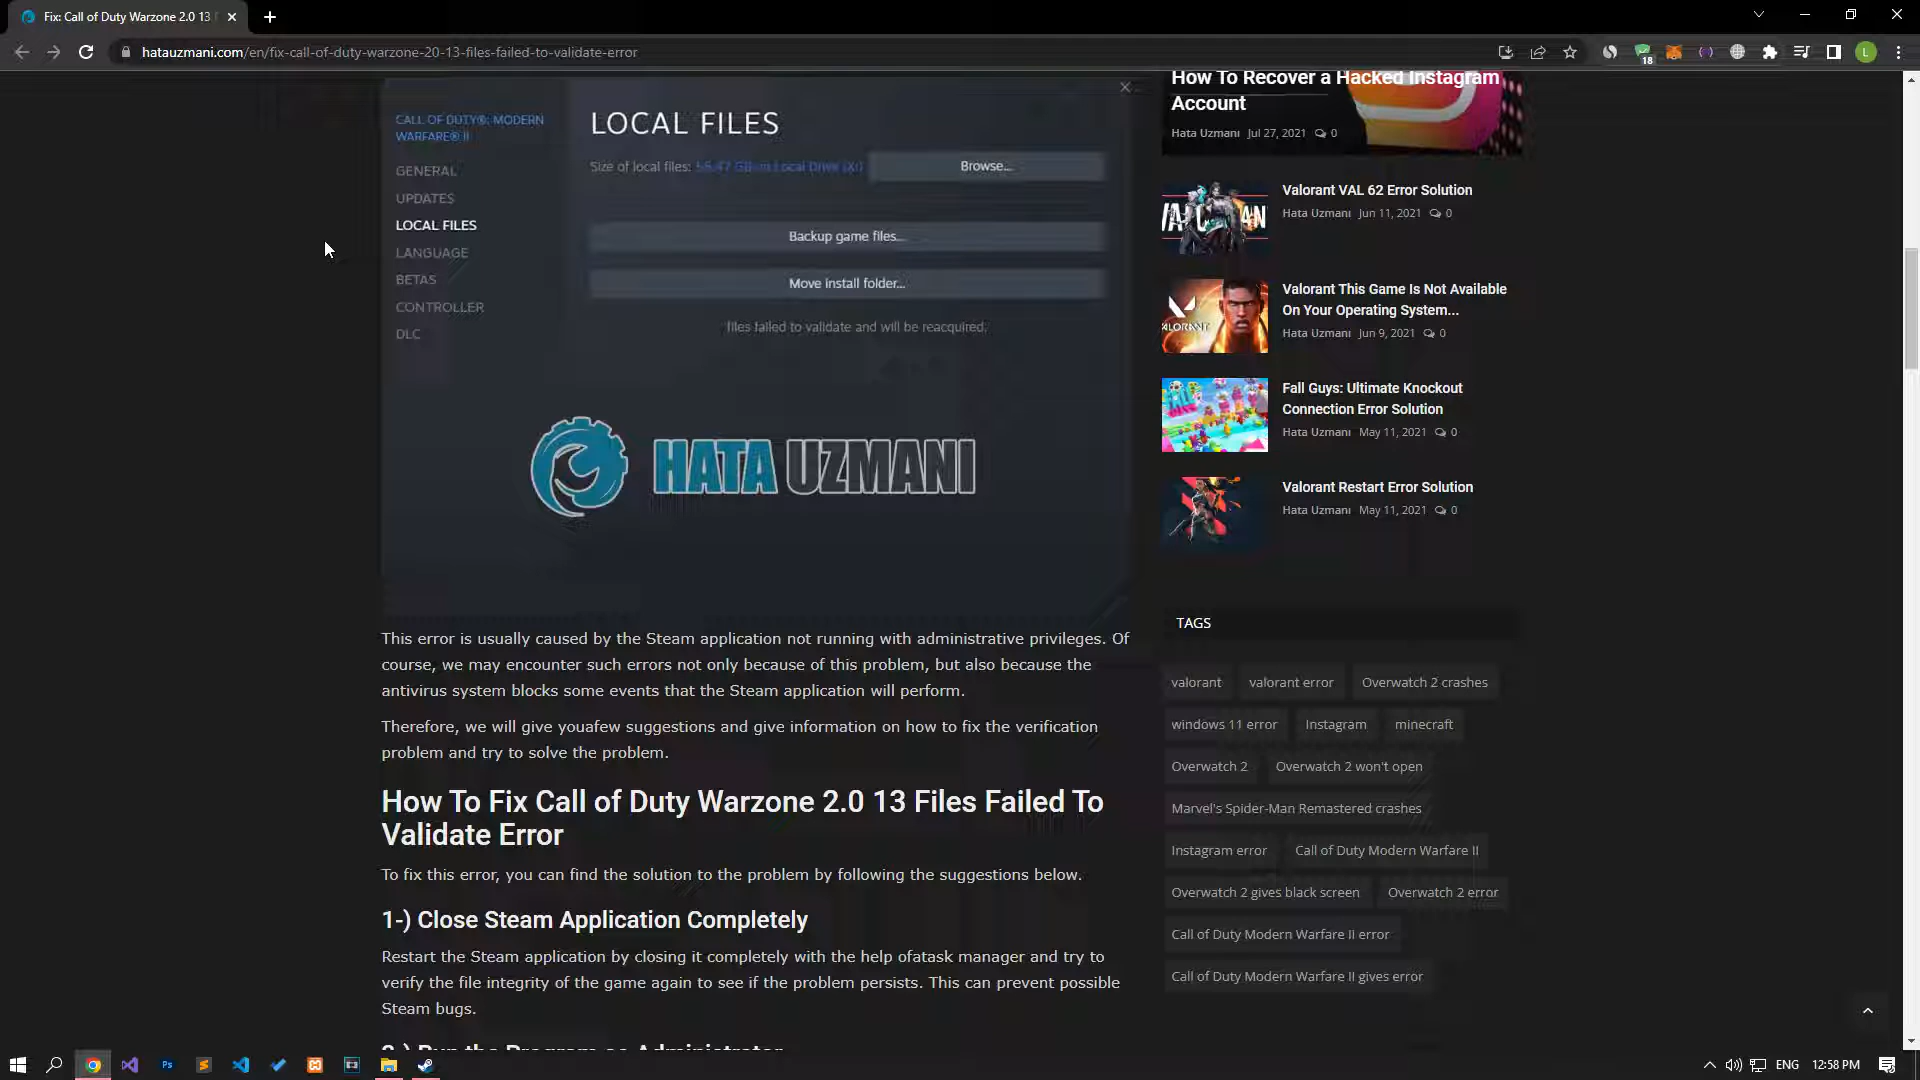 Fix: Call of Duty Warzone 2.0 13 F
hatauzmani.com/en/fix-call-of-duty-warzone-20-13-files-failed-to-validate-error
18
L
CALL OF DUTY®: MODERN
WARFARE® II
GENERAL
UPDATES
LOCAL FILES
LANGUAGE
BETAS
CONTROLLER
DLC
LOCAL FILES
Size of local files: 58.47 GB on Local Drive (X:)
Browse...
Backup game files...
Move install folder...
files failed to validate and will be reacquired.
HATA UZMANI
This error is usually caused by the Steam application not running with administrative privileges. Of
course, we may encounter such errors not only because of this problem, but also because the
antivirus system blocks some events that the Steam application will perform.
Therefore, we will give youafew suggestions and give information on how to fix the verification
problem and try to solve the problem.
How To Fix Call of Duty Warzone 2.0 13 Files Failed To
Validate Error
To fix this error, you can find the solution to the problem by following the suggestions below.
1-) Close Steam Application Completely
Restart the Steam application by closing it completely with the help ofatask manager and try to
verify the file integrity of the game again to see if the problem persists. This can prevent possible
Steam bugs.
2-) Run the Program as Administrator
How To Recover a Hacked Instagram
Account
Hata Uzmanı Jul 27, 2021 0
Valorant VAL 62 Error Solution
Hata Uzmanı Jun 11, 2021 0
Valorant This Game Is Not Available
On Your Operating System...
Hata Uzmanı Jun 9, 2021 0
Fall Guys: Ultimate Knockout
Connection Error Solution
Hata Uzmanı May 11, 2021 0
Valorant Restart Error Solution
Hata Uzmanı May 11, 2021 0
TAGS
valorant valorant error Overwatch 2 crashes
windows 11 error Instagram minecraft
Overwatch 2 Overwatch 2 won't open
Marvel's Spider-Man Remastered crashes
Instagram error Call of Duty Modern Warfare II
Overwatch 2 gives black screen Overwatch 2 error
Call of Duty Modern Warfare II error
Call of Duty Modern Warfare II gives error
Ps
ENG 12:58 PM